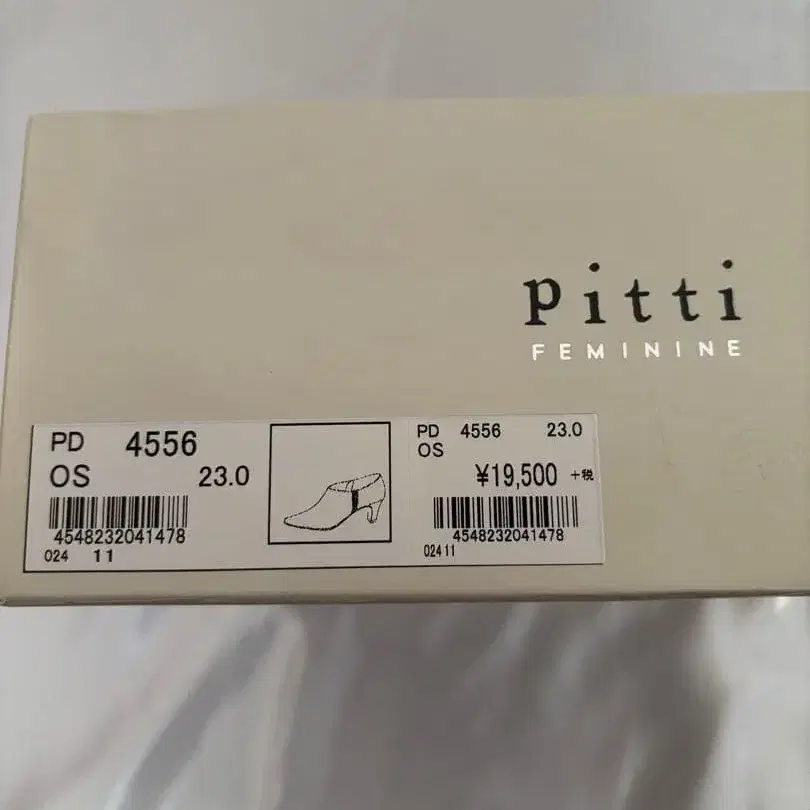 pitti
FEMININE
PD 4556
OS 23.0
4548232041478
024 11
PD 4556 23.0
OS
¥19,500 +税
4548232041478
02411